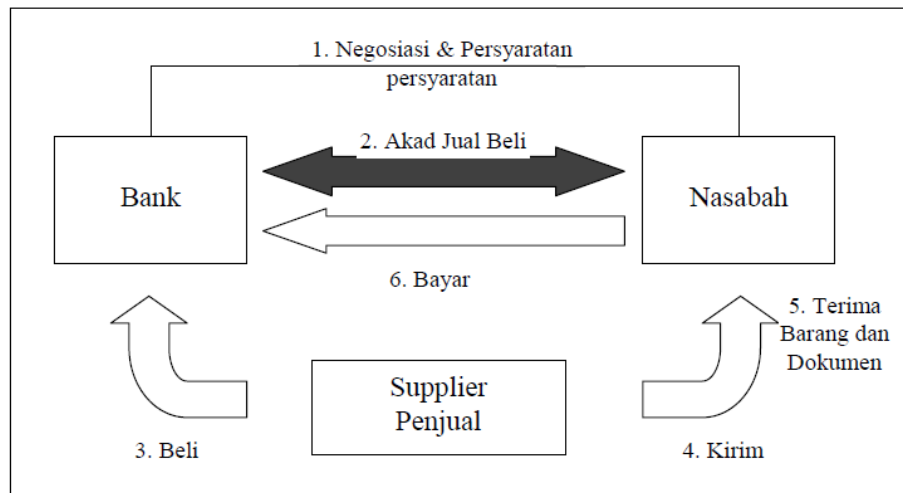 1. Negosiasi & Persyaratan
persyaratan
2. Akad Jual Beli
Bank
Nasabah
6. Bayar
5. Terima
Barang dan
Dokumen
Supplier
Penjual
3. Beli
4. Kirim